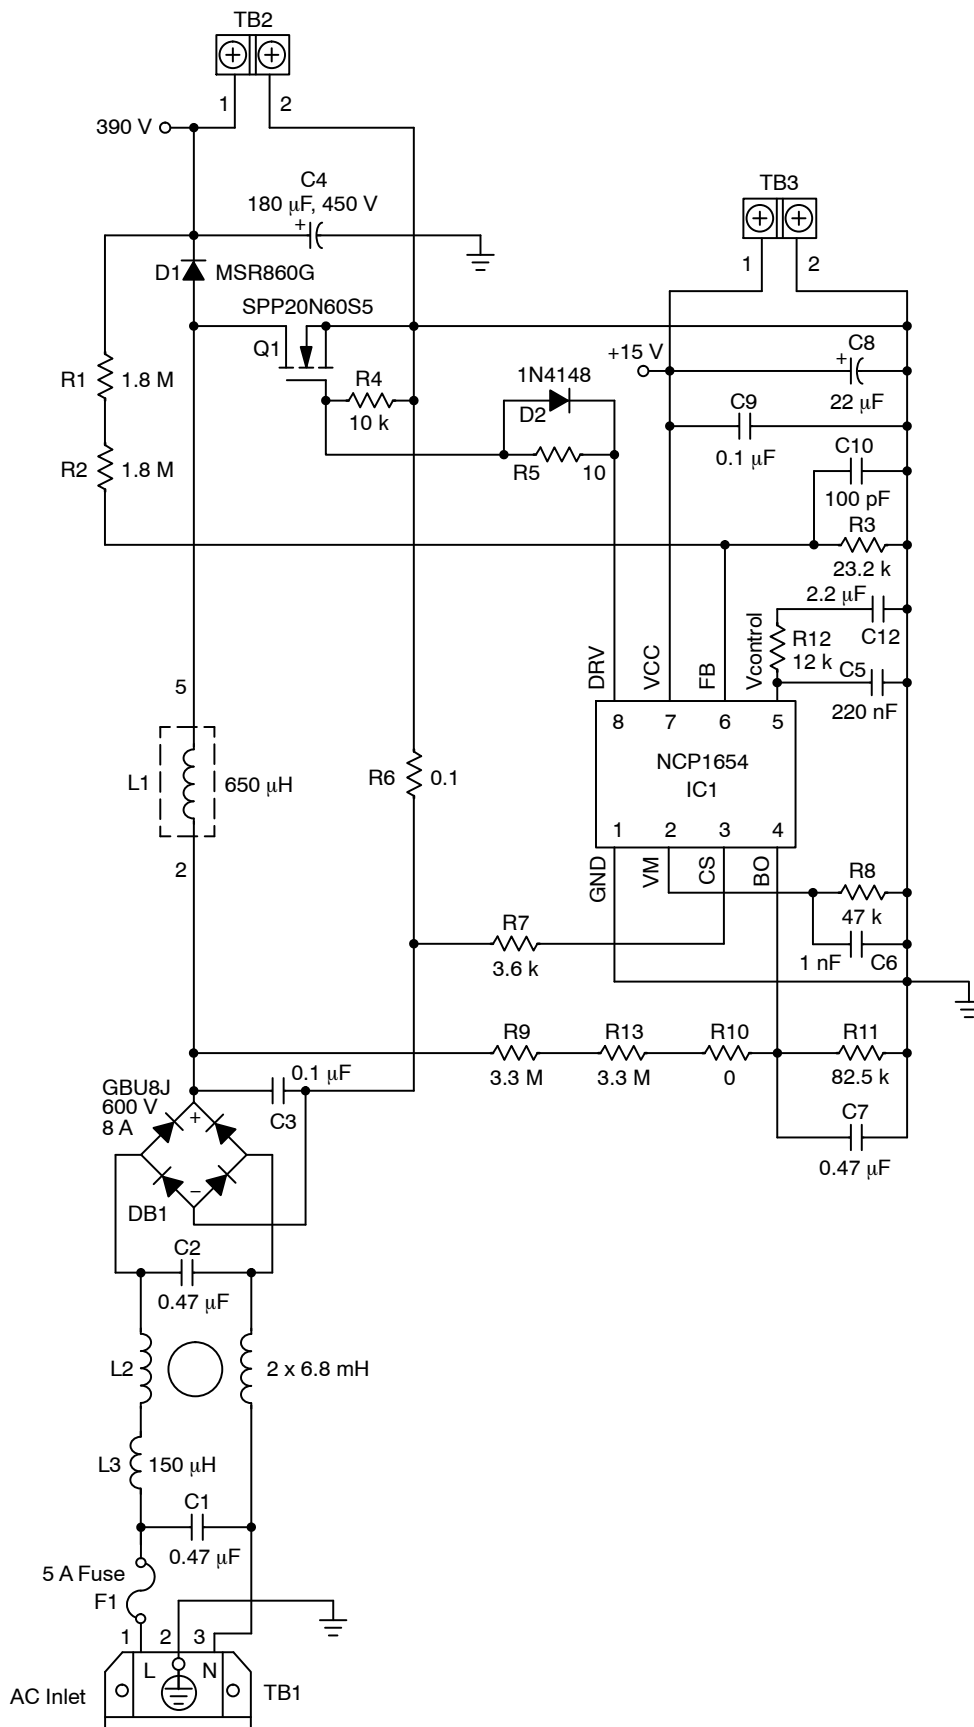 TB2
1
2
390 V
C4
180 μF, 450 V
+
TB3
1
2
D1
MSR860G
SPP20N60S5
Q1
+15 V
+
C8
22 μF
R1
1.8 M
R4
10 k
1N4148
D2
C9
0.1 μF
R2
1.8 M
R5
10
C10
100 pF
R3
23.2 k
2.2 μF
C12
R12
12 k
C5
220 nF
DRV
VCC
FB
Vcontrol
5
8
7
6
5
NCP1654
IC1
L1
650 μH
R6
0.1
1
2
3
4
2
GND
VM
CS
BO
R8
47 k
R7
3.6 k
1 nF
C6
R9
3.3 M
R13
3.3 M
R10
0
R11
82.5 k
GBU8J
600 V
8 A
0.1 μF
C3
+
−
DB1
C7
0.47 μF
C2
0.47 μF
L2
2 x 6.8 mH
L3
150 μH
C1
0.47 μF
5 A Fuse
F1
1
2
3
L
N
AC Inlet
TB1